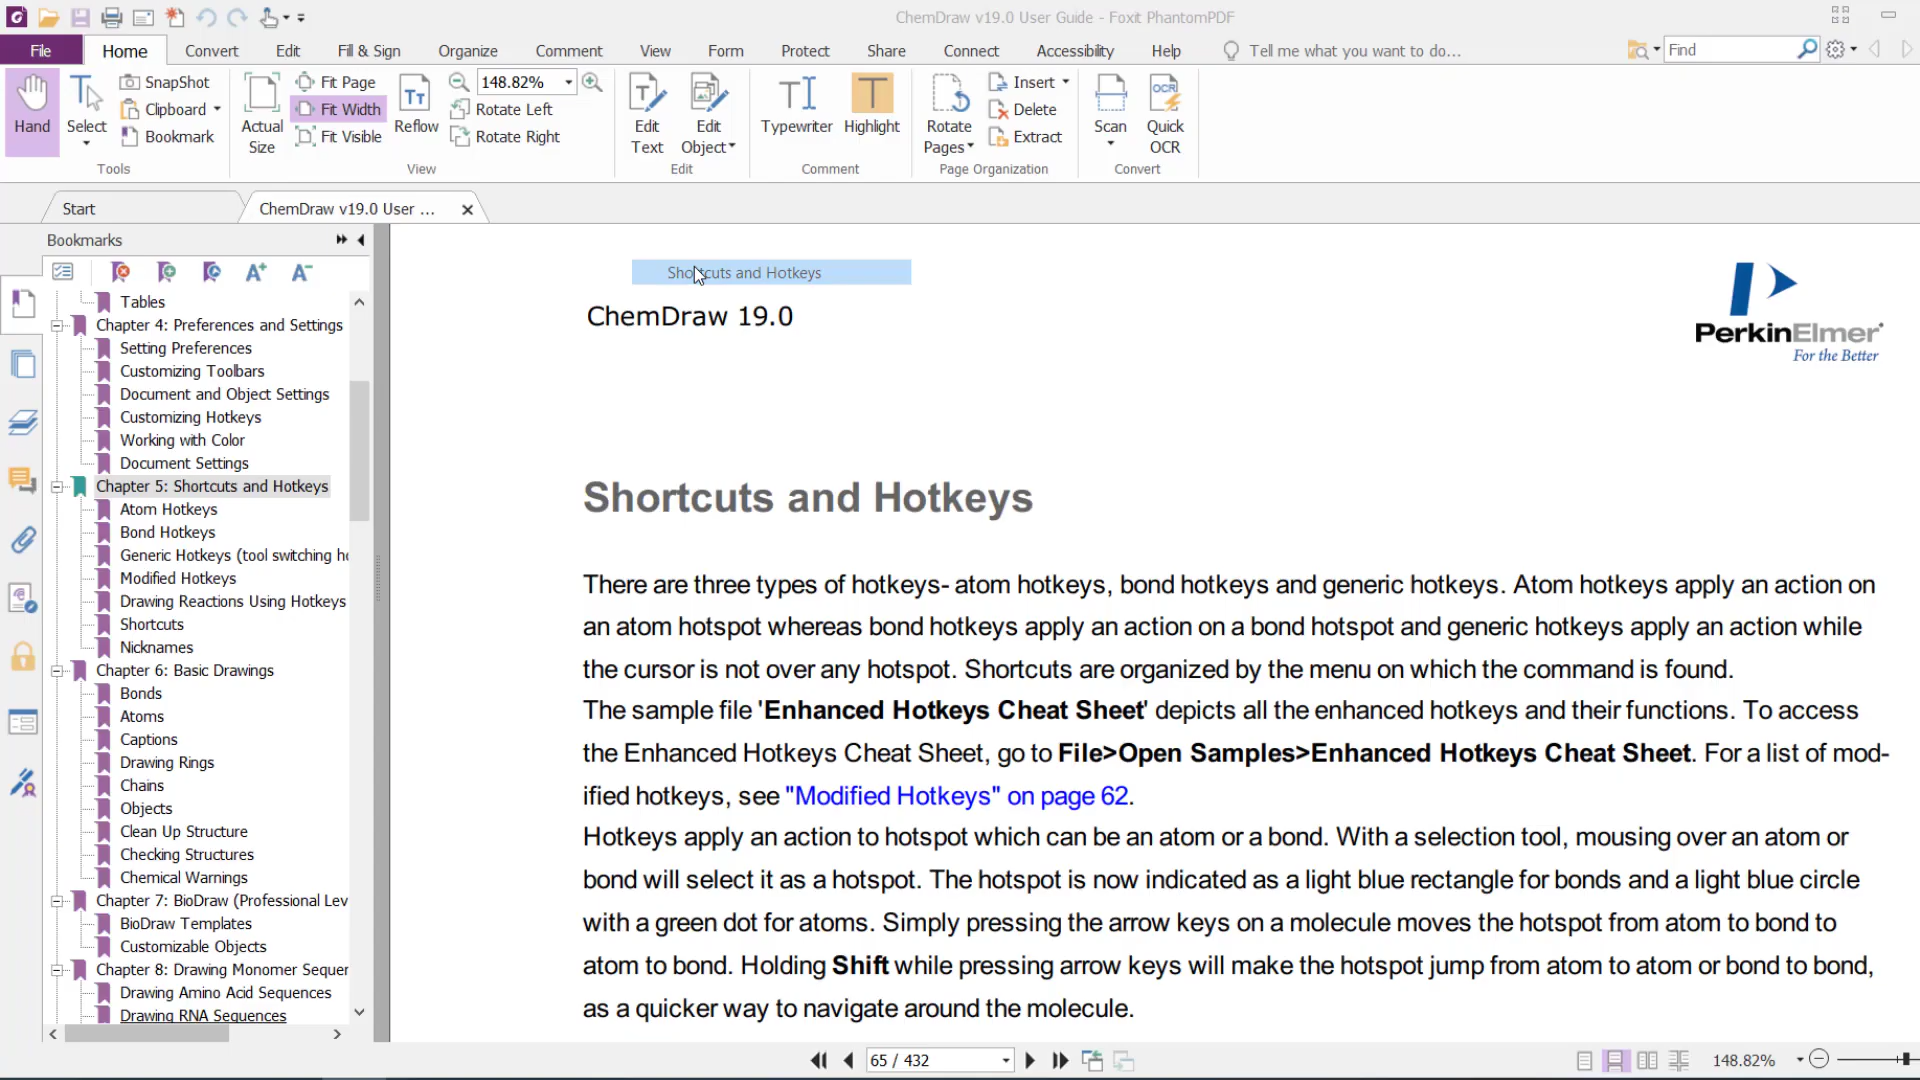 ChemDraw v19.0 User Guide - Foxit PhantomPDF
File
Home
Convert
Edit
Fill & Sign
Organize
Comment
View
Form
Protect
Share
Connect
Accessibility
Help
Tell me what you want to do...
Find
Hand
Select
SnapShot
Clipboard
Bookmark
Tools
Actual
Size
Fit Page
Fit Width
Fit Visible
Reflow
148.82%
Rotate Left
Rotate Right
View
Edit
Text
Edit
Object
Edit
Typewriter
Highlight
Comment
Rotate
Pages
Insert
Delete
Extract
Page Organization
Scan
OCR
Quick
OCR
Convert
Start
ChemDraw v19.0 User ...
Bookmarks
Tables
Chapter 4: Preferences and Settings
Setting Preferences
Customizing Toolbars
Document and Object Settings
Customizing Hotkeys
Working with Color
Document Settings
Chapter 5: Shortcuts and Hotkeys
Atom Hotkeys
Bond Hotkeys
Generic Hotkeys (tool switching h
Modified Hotkeys
Drawing Reactions Using Hotkeys
Shortcuts
Nicknames
Chapter 6: Basic Drawings
Bonds
Atoms
Captions
Drawing Rings
Chains
Objects
Clean Up Structure
Checking Structures
Chemical Warnings
Chapter 7: BioDraw (Professional Lev
BioDraw Templates
Customizable Objects
Chapter 8: Drawing Monomer Sequer
Drawing Amino Acid Sequences
Drawing RNA Sequences
Shortcuts and Hotkeys
ChemDraw 19.0
PerkinElmer
For the Better
Shortcuts and Hotkeys
There are three types of hotkeys- atom hotkeys, bond hotkeys and generic hotkeys. Atom hotkeys apply an action on
an atom hotspot whereas bond hotkeys apply an action on a bond hotspot and generic hotkeys apply an action while
the cursor is not over any hotspot. Shortcuts are organized by the menu on which the command is found.
The sample file 'Enhanced Hotkeys Cheat Sheet' depicts all the enhanced hotkeys and their functions. To access
the Enhanced Hotkeys Cheat Sheet, go to File>Open Samples>Enhanced Hotkeys Cheat Sheet. For a list of mod-
ified hotkeys, see "Modified Hotkeys" on page 62.
Hotkeys apply an action to hotspot which can be an atom or a bond. With a selection tool, mousing over an atom or
bond will select it as a hotspot. The hotspot is now indicated as a light blue rectangle for bonds and a light blue circle
with a green dot for atoms. Simply pressing the arrow keys on a molecule moves the hotspot from atom to bond to
atom to bond. Holding Shift while pressing arrow keys will make the hotspot jump from atom to atom or bond to bond,
as a quicker way to navigate around the molecule.
65 / 432
148.82%